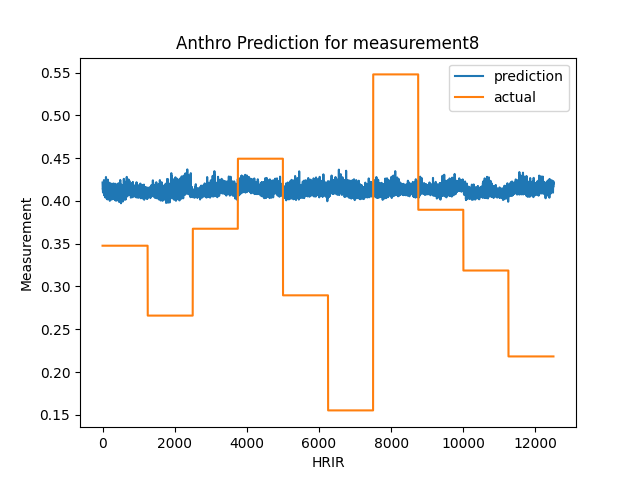 Anthro Prediction for measurement8
prediction
actual
Measurement
0.55
0.50
0.45
0.40
0.35
0.30
0.25
0.20
0.15
0 2000 4000 6000 8000 10000 12000
HRIR